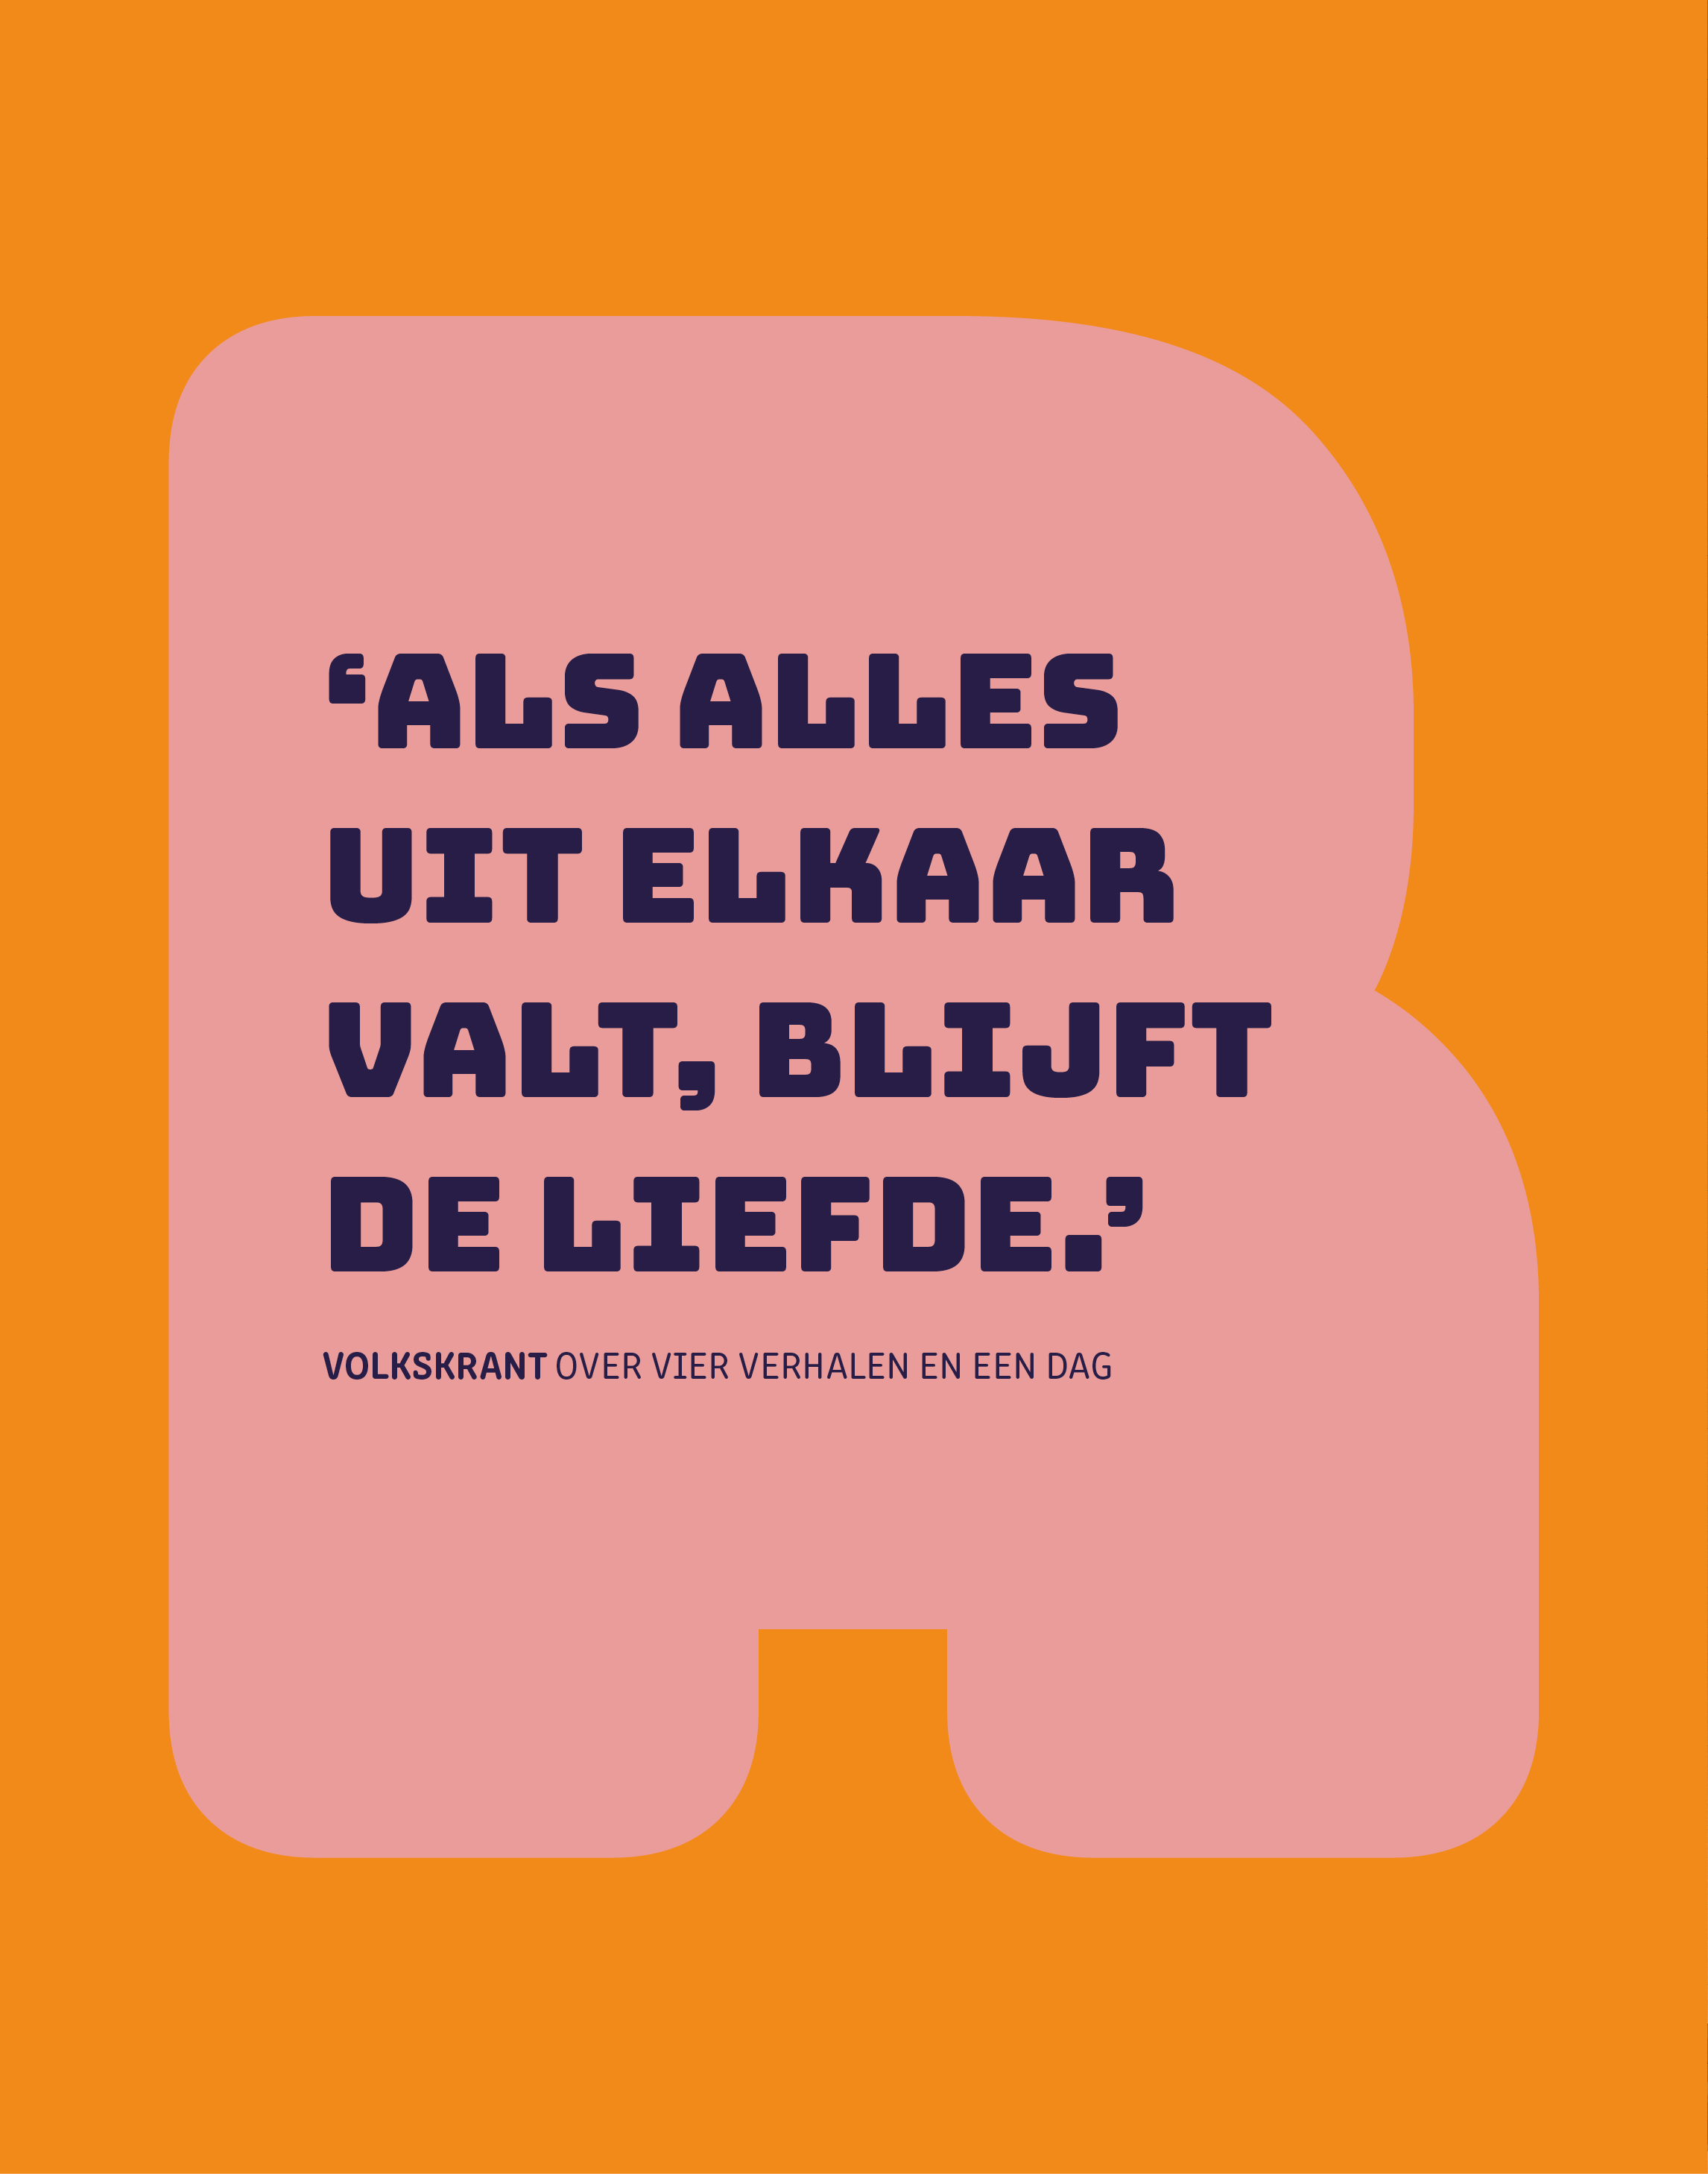 ‘ALS ALLES
UIT ELKAAR
VALT, BLIJFT
DE LIEFDE.’
VOLKSKRANT OVER VIER VERHALEN EN EEN DAG